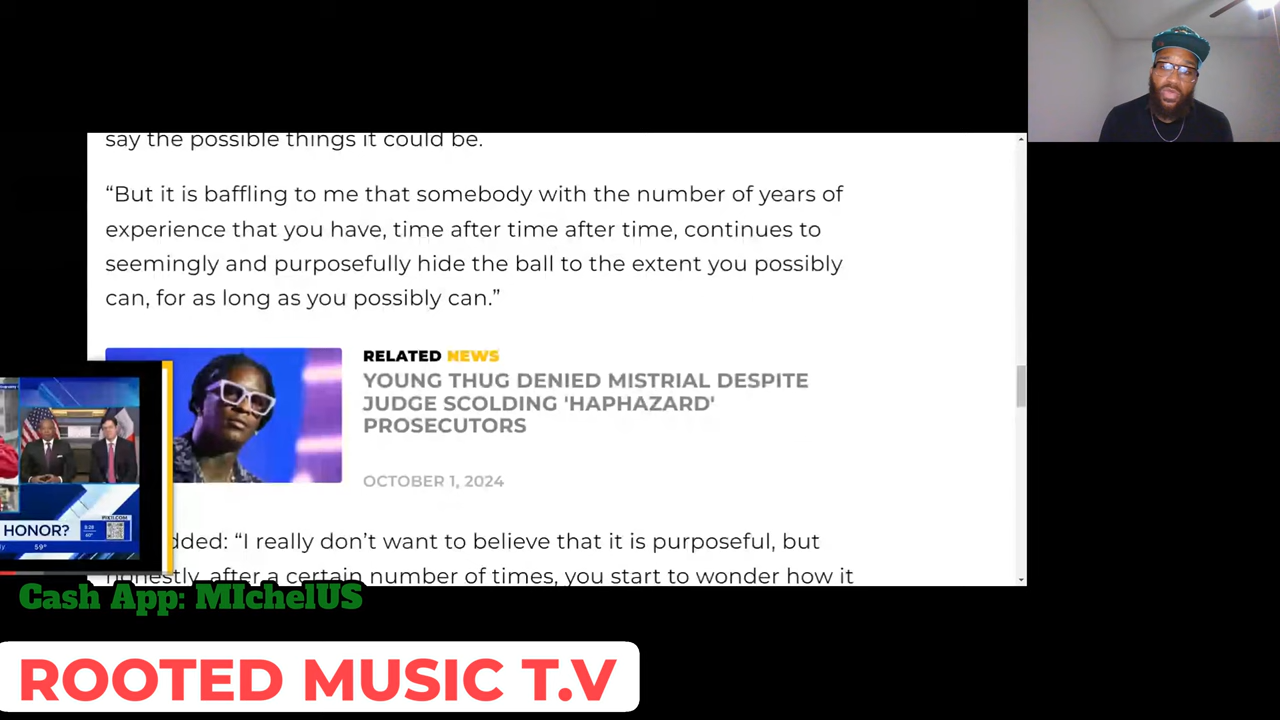 say the possible things it could be.
“But it is baffling to me that somebody with the number of years of
experience that you have, time after time after time, continues to
seemingly and purposefully hide the ball to the extent you possibly
can, for as long as you possibly can.”
RELATED NEWS
YOUNG THUG DENIED MISTRIAL DESPITE
JUDGE SCOLDING 'HAPHAZARD'
PROSECUTORS
OCTOBER 1, 2024
dded: “I really don’t want to believe that it is purposeful, but
honestly, after a certain number of times, you start to wonder how it
HONOR?
59°
Cash App: MIchelUS
ROOTED MUSIC T.V